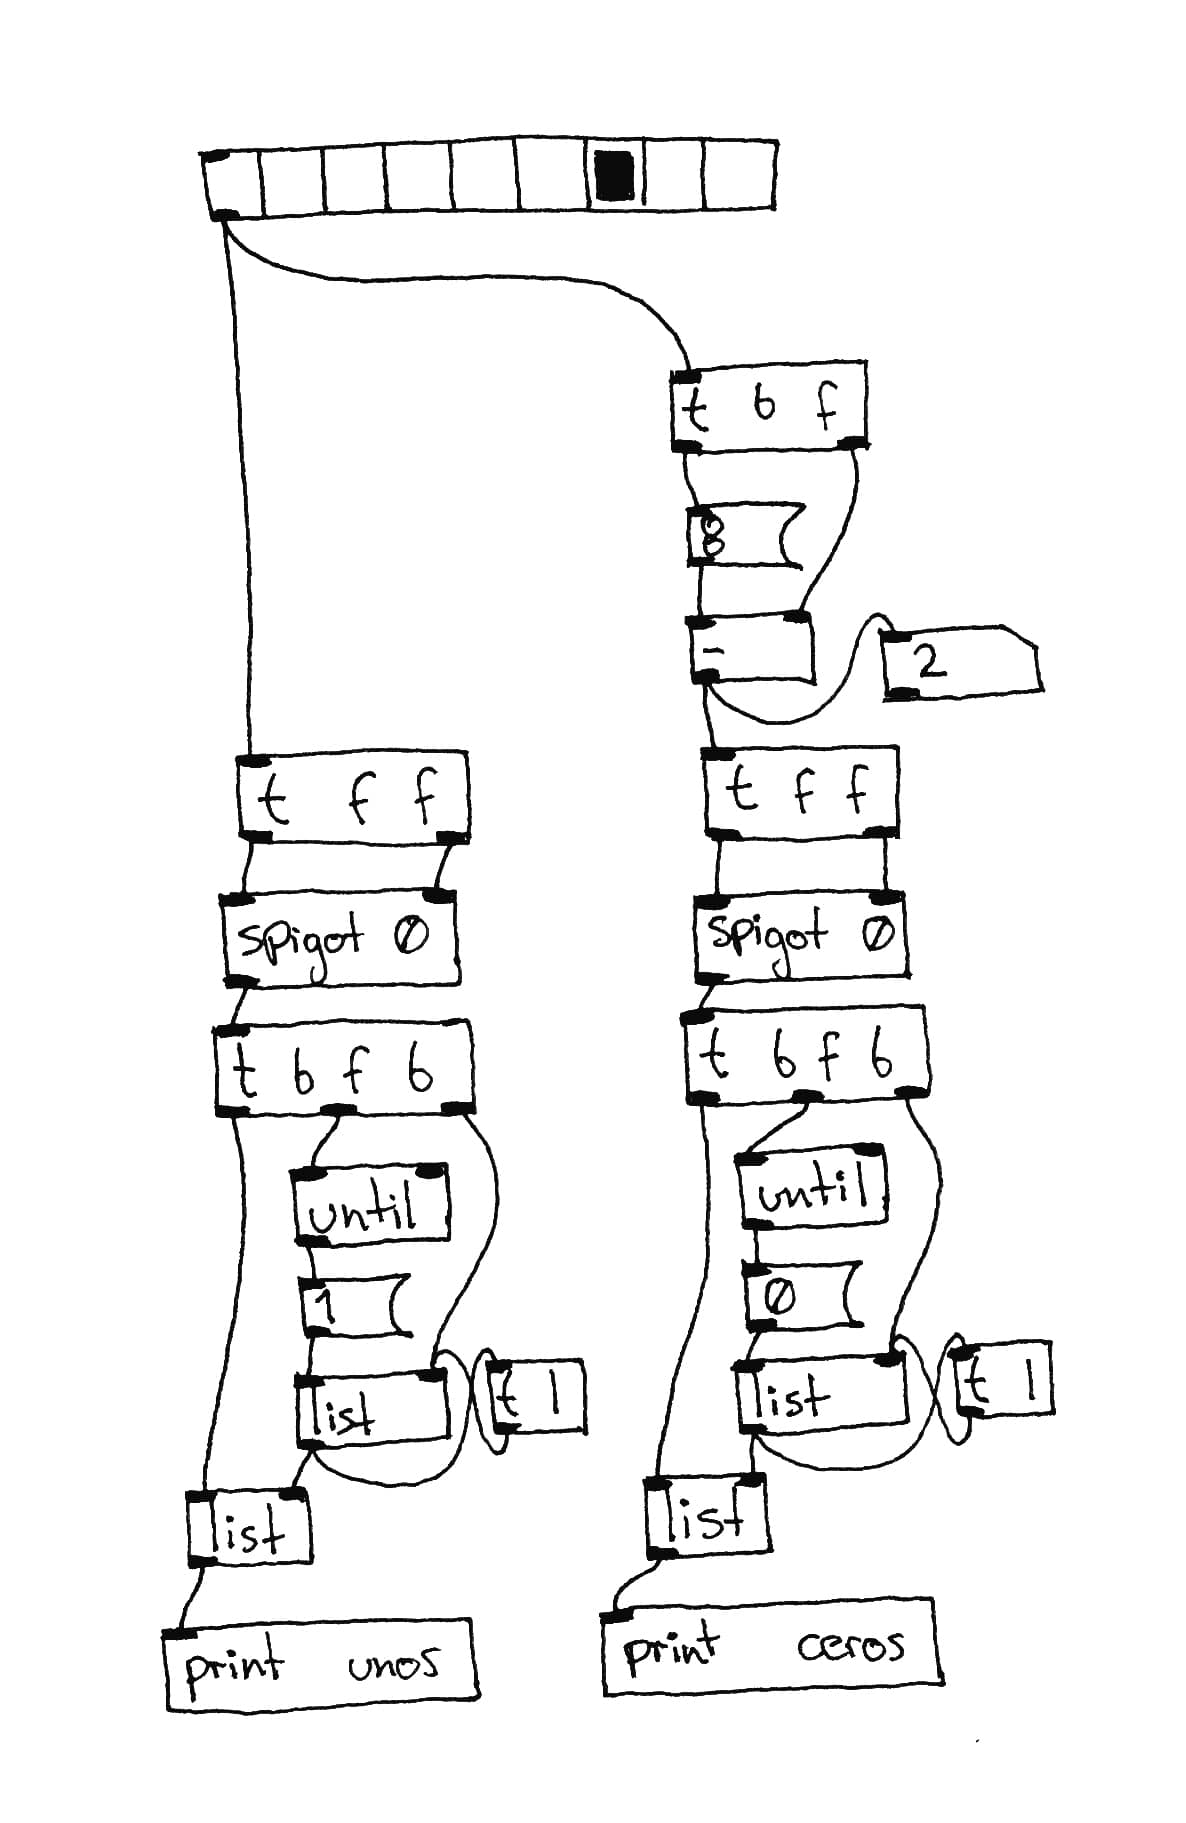 t b f
8
-
2
t f f
t f f
spigot 0
spigot 0
t b f b
t b f b
until
until
1
0
list
t l
list
t l
list
list
print unos
print ceros